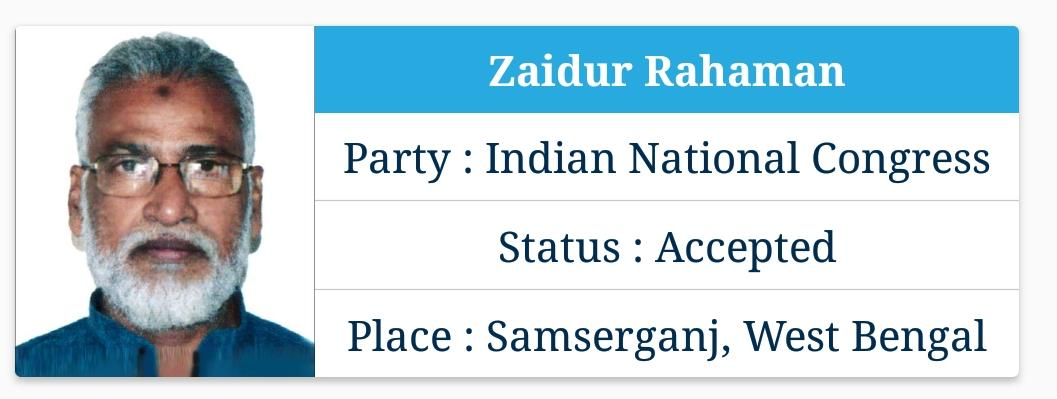 Zaidur Rahaman
Party : Indian National Congress
Status : Accepted
Place : Samserganj, West Bengal